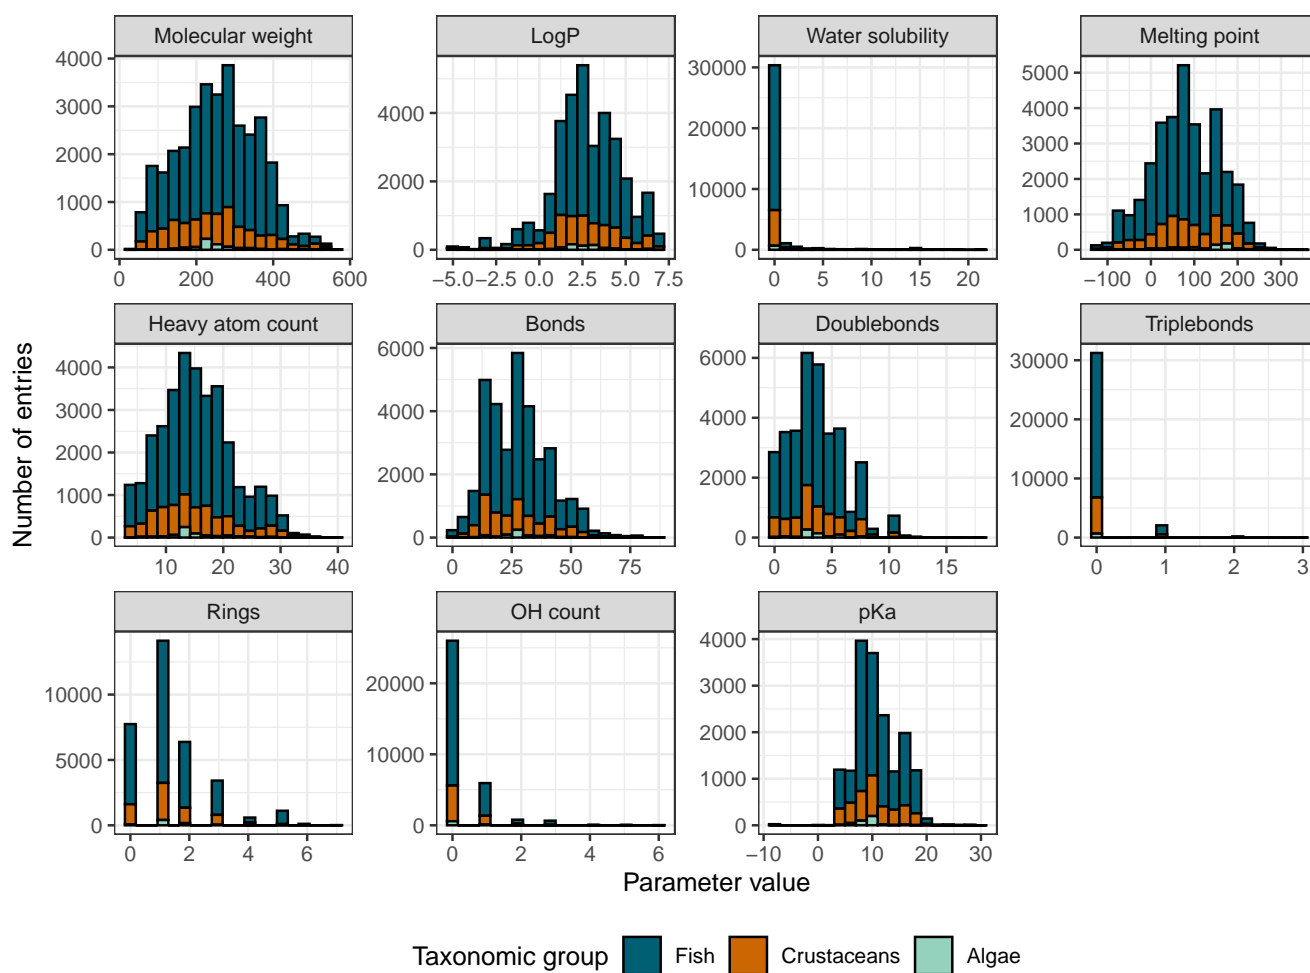 Molecular weight
LogP
Water solubility
Melting point
4000
3000
2000
1000
0
0 200 400 600
4000
2000
0
−5.0 −2.5 0.0 2.5 5.0 7.5
30000
20000
10000
0
0 5 10 15 20
5000
4000
3000
2000
1000
0
−100 0 100 200 300
Heavy atom count
Bonds
Doublebonds
Triplebonds
4000
3000
2000
1000
0
10 20 30 40
6000
4000
2000
0
0 25 50 75
6000
4000
2000
0
0 5 10 15
30000
20000
10000
0
0 1 2 3
Rings
OH count
pKa
10000
5000
0
0 2 4 6
20000
10000
0
0 2 4 6
4000
3000
2000
1000
0
−10 0 10 20 30
Number of entries
Parameter value
Taxonomic group Fish Crustaceans Algae